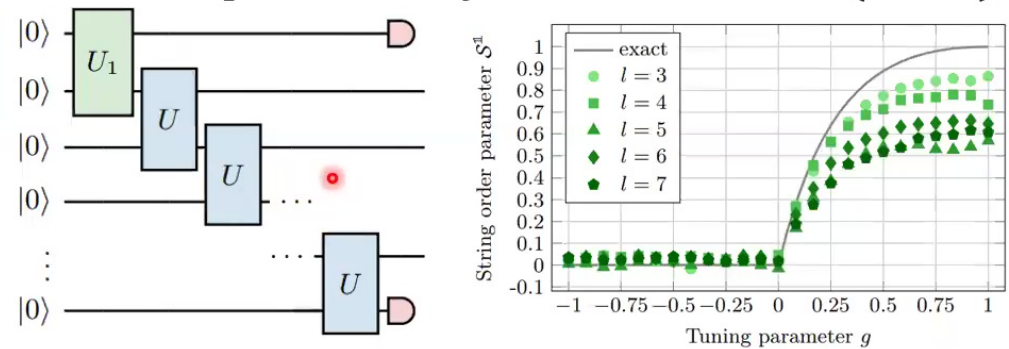 |0⟩
|0⟩
|0⟩
|0⟩
⋮
|0⟩
U₁
U
U
· · ·
· · ·
U
String order parameter 𝒮^𝟙
1
0.9
0.8
0.7
0.6
0.5
0.4
0.3
0.2
0.1
0
-0.1
exact
l = 3
l = 4
l = 5
l = 6
l = 7
−1 −0.75 −0.5 −0.25 0 0.25 0.5 0.75 1
Tuning parameter g